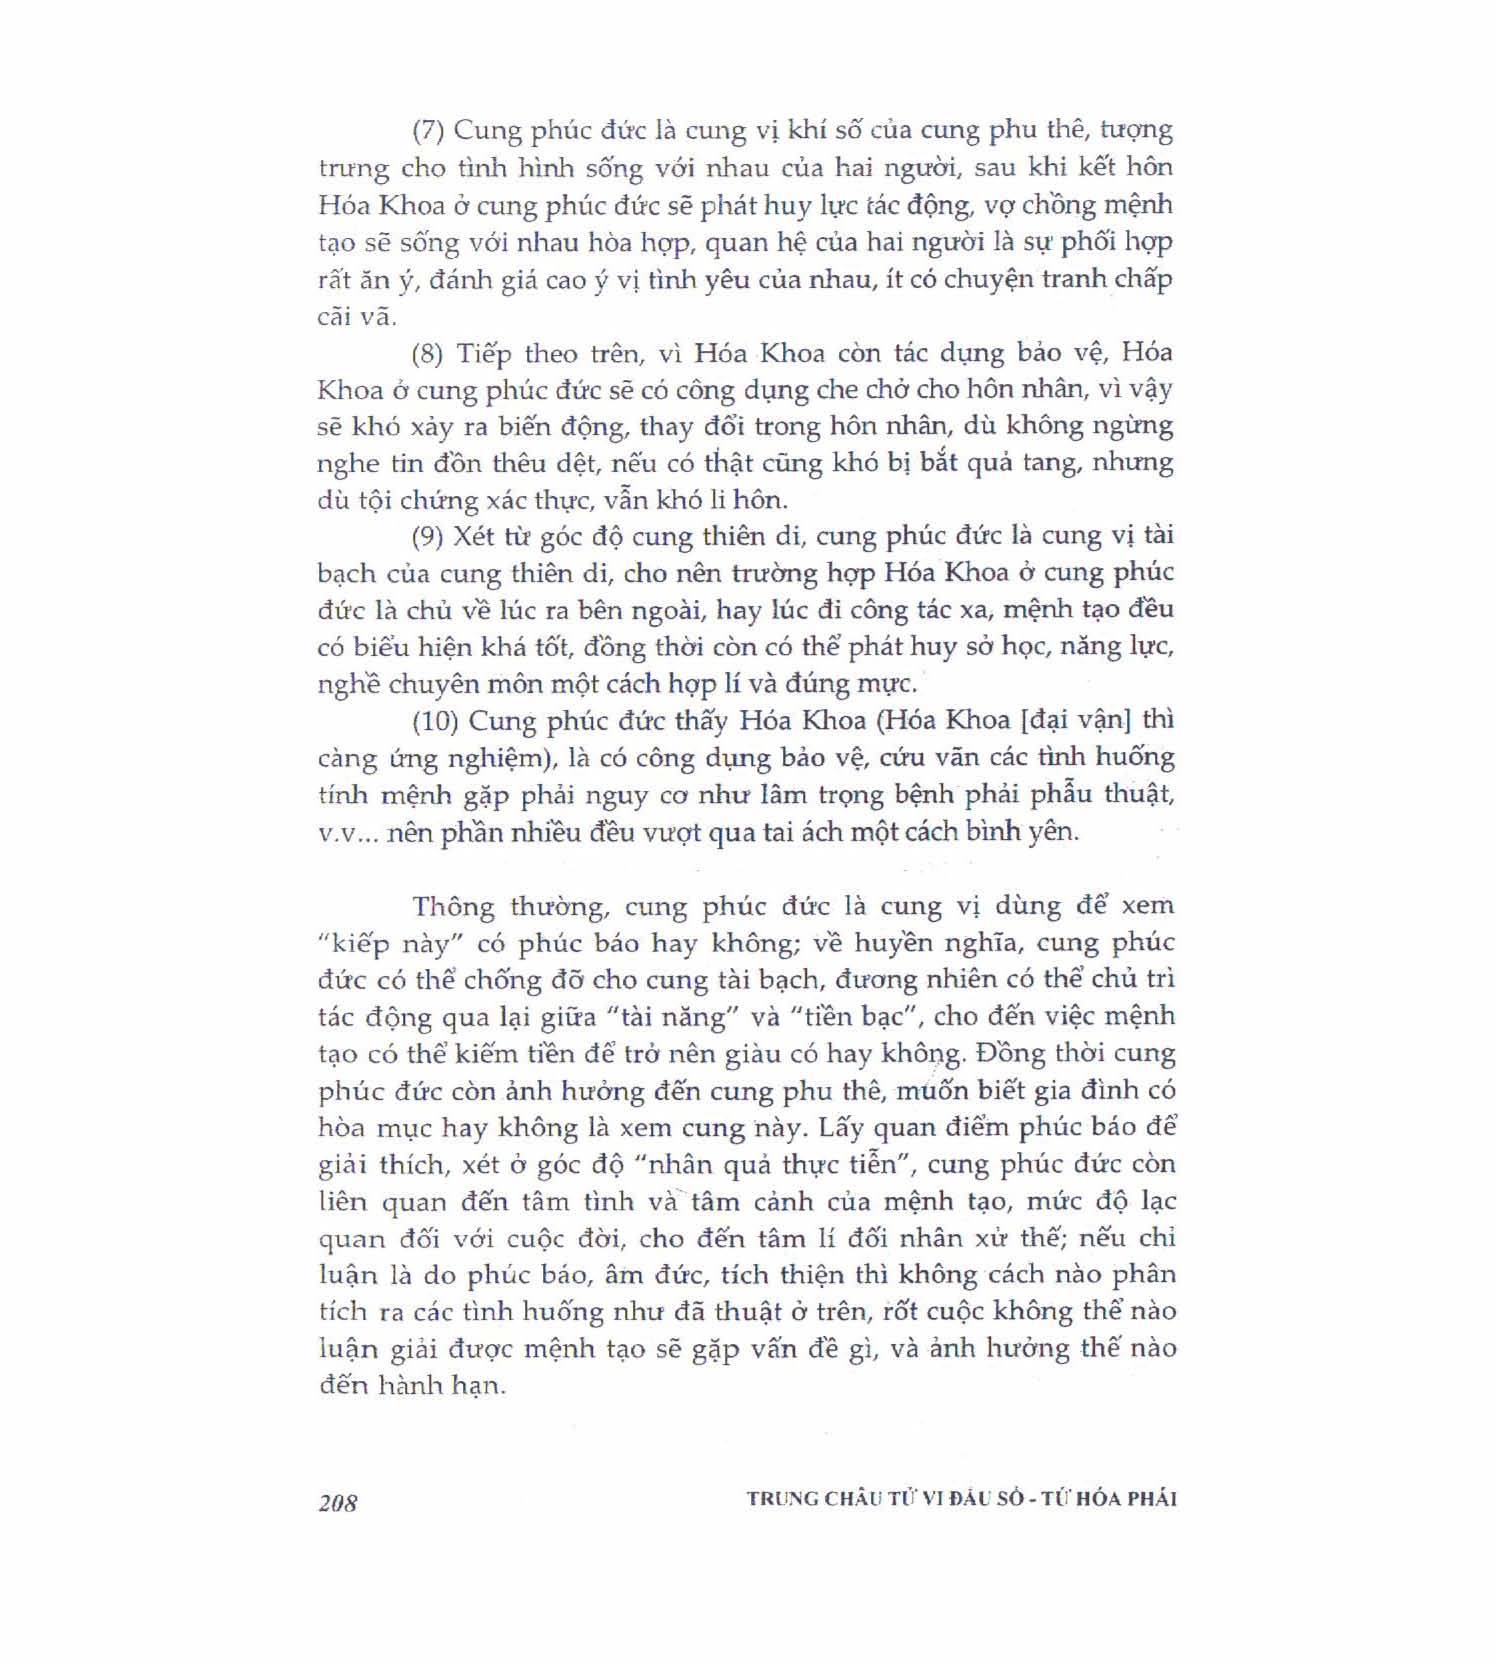 (7) Cung phúc đức là cung vị khí số của cung phu thê, tượng
trưng cho tình hình sống với nhau của hai người, sau khi kết hôn
Hóa Khoa ở cung phúc đức sẽ phát huy lực tác động, vợ chồng mệnh
tạo sẽ sống với nhau hòa hợp, quan hệ của hai người là sự phối hợp
rất ăn ý, đánh giá cao ý vị tình yêu của nhau, ít có chuyện tranh chấp
cãi vã.
(8) Tiếp theo trên, vì Hóa Khoa còn tác dụng bảo vệ, Hóa
Khoa ở cung phúc đức sẽ có công dụng che chở cho hôn nhân, vì vậy
sẽ khó xảy ra biến động, thay đổi trong hôn nhân, dù không ngừng
nghe tin đồn thêu dệt, nếu có thật cũng khó bị bắt quả tang, nhưng
dù tội chứng xác thực, vẫn khó li hôn.
(9) Xét từ góc độ cung thiên di, cung phúc đức là cung vị tài
bạch của cung thiên di, cho nên trường hợp Hóa Khoa ở cung phúc
đức là chủ về lúc ra bên ngoài, hay lúc đi công tác xa, mệnh tạo đều
có biểu hiện khá tốt, đồng thời còn có thể phát huy sở học, năng lực,
nghề chuyên môn một cách hợp lí và đúng mực.
(10) Cung phúc đức thấy Hóa Khoa (Hóa Khoa [đại vận] thì
càng ứng nghiệm), là có công dụng bảo vệ, cứu vãn các tình huống
tính mệnh gặp phải nguy cơ như lâm trọng bệnh phải phẫu thuật,
v.v... nên phần nhiều đều vượt qua tai ách một cách bình yên.
Thông thường, cung phúc đức là cung vị dùng để xem
"kiếp này" có phúc báo hay không; về huyền nghĩa, cung phúc
đức có thể chống đỡ cho cung tài bạch, đương nhiên có thể chủ trì
tác động qua lại giữa "tài năng" và "tiền bạc", cho đến việc mệnh
tạo có thể kiếm tiền để trở nên giàu có hay không. Đồng thời cung
phúc đức còn ảnh hưởng đến cung phu thê, muốn biết gia đình có
hòa mục hay không là xem cung này. Lấy quan điểm phúc báo để
giải thích, xét ở góc độ "nhân quả thực tiễn", cung phúc đức còn
liên quan đến tâm tình và tâm cảnh của mệnh tạo, mức độ lạc
quan đối với cuộc đời, cho đến tâm lí đối nhân xử thế; nếu chỉ
luận là do phúc báo, âm đức, tích thiện thì không cách nào phân
tích ra các tình huống như đã thuật ở trên, rốt cuộc không thể nào
luận giải được mệnh tạo sẽ gặp vấn đề gì, và ảnh hưởng thế nào
đến hành hạn.
208 TRUNG CHÂU TỬ VI ĐẨU SỐ - TỨ HÓA PHÁI